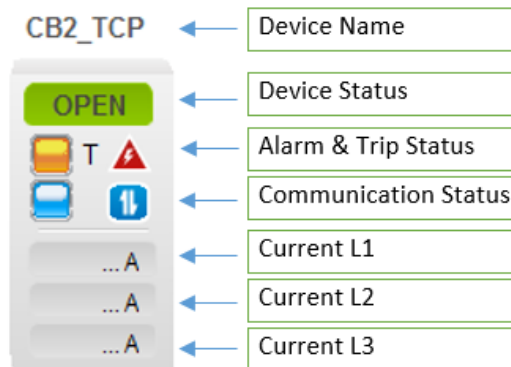 CB2_TCP Device Name
OPEN Device Status
T Alarm & Trip Status
Communication Status
... A Current L1
... A Current L2
... A Current L3